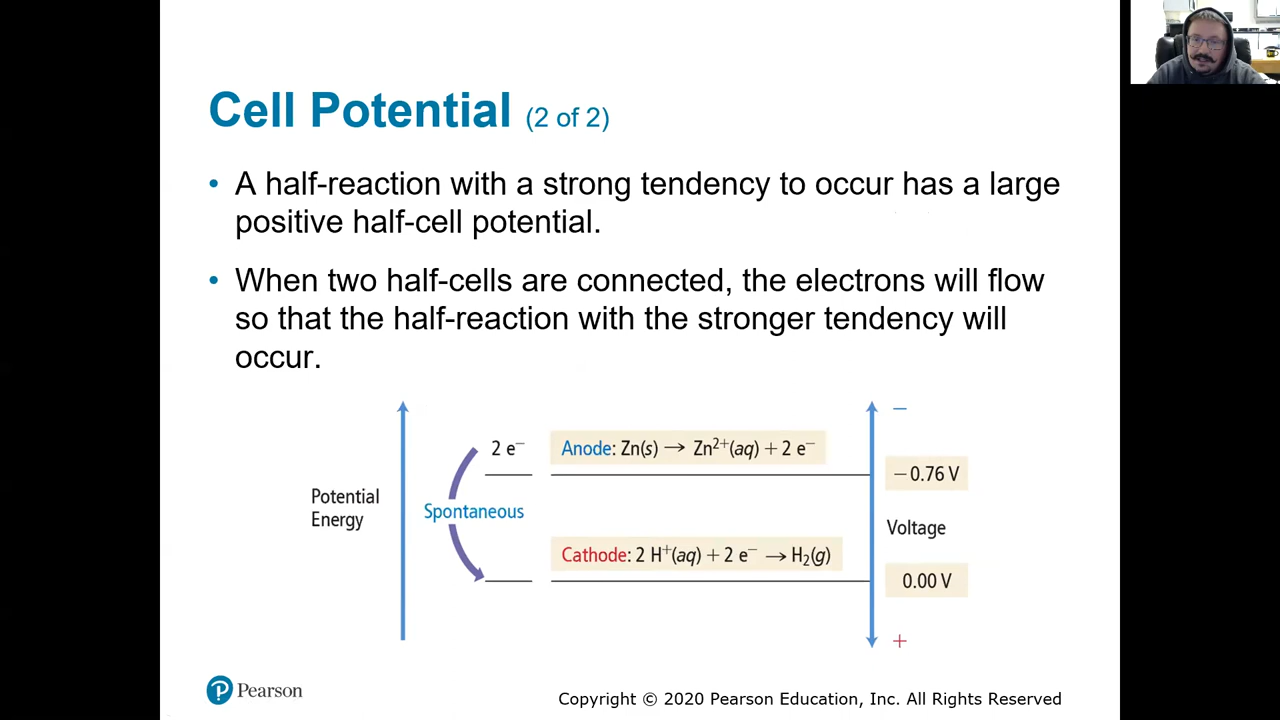 Cell Potential (2 of 2)
• A half-reaction with a strong tendency to occur has a large
positive half-cell potential.
• When two half-cells are connected, the electrons will flow
so that the half-reaction with the stronger tendency will
occur.
−
2 e⁻ Anode: Zn(s) → Zn²⁺(aq) + 2 e⁻
−0.76 V
Potential
Energy
Spontaneous
Voltage
Cathode: 2 H⁺(aq) + 2 e⁻ → H₂(g)
0.00 V
+
Pearson
Copyright © 2020 Pearson Education, Inc. All Rights Reserved